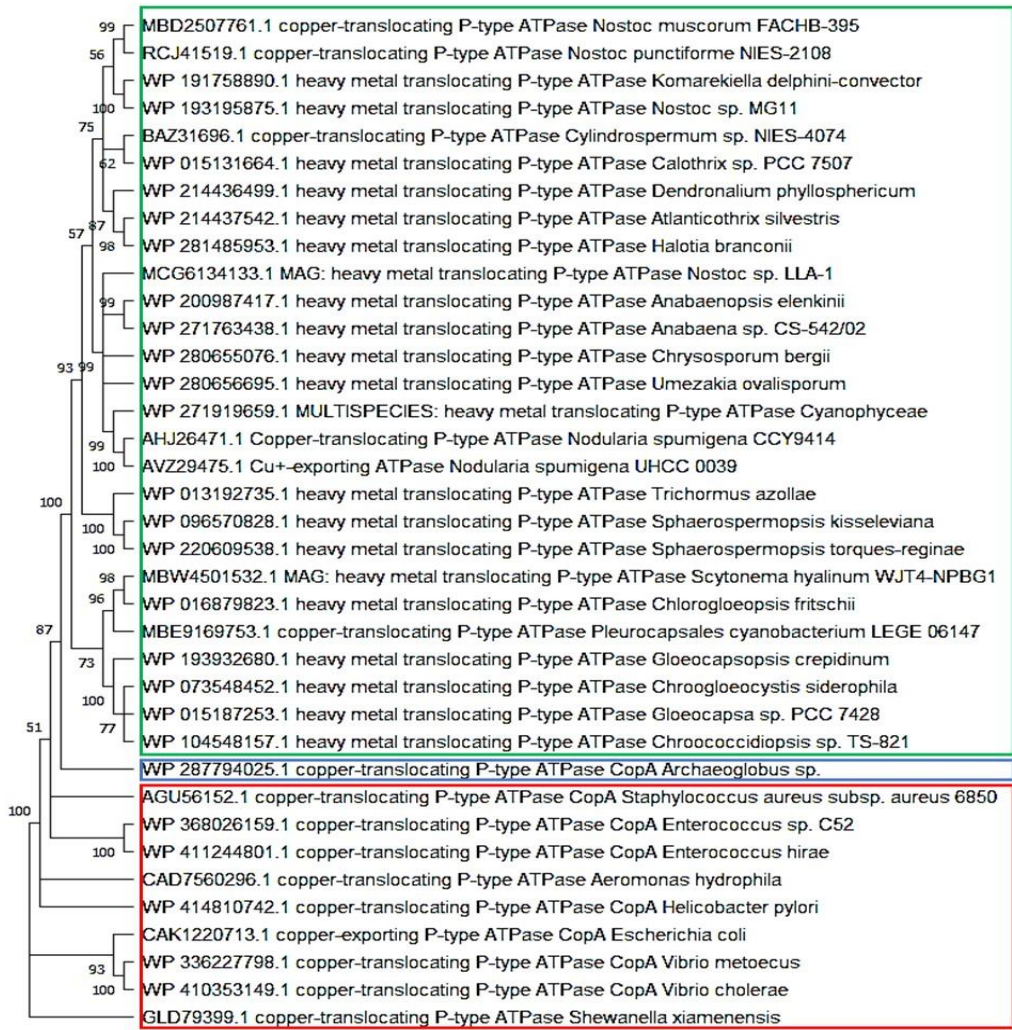 99
MBD2507761.1 copper-translocating P-type ATPase Nostoc muscorum FACHB-395
56
RCJ41519.1 copper-translocating P-type ATPase Nostoc punctiforme NIES-2108
WP 191758890.1 heavy metal translocating P-type ATPase Komarekiella delphini-convector
100
WP 193195875.1 heavy metal translocating P-type ATPase Nostoc sp. MG11
75
BAZ31696.1 copper-translocating P-type ATPase Cylindrospermum sp. NIES-4074
62
WP 015131664.1 heavy metal translocating P-type ATPase Calothrix sp. PCC 7507
WP 214436499.1 heavy metal translocating P-type ATPase Dendronalium phyllosphericum
87
WP 214437542.1 heavy metal translocating P-type ATPase Atlanticothrix silvestris
57
98
WP 281485953.1 heavy metal translocating P-type ATPase Halotia branconii
MCG6134133.1 MAG: heavy metal translocating P-type ATPase Nostoc sp. LLA-1
99
WP 200987417.1 heavy metal translocating P-type ATPase Anabaenopsis elenkinii
WP 271763438.1 heavy metal translocating P-type ATPase Anabaena sp. CS-542/02
WP 280655076.1 heavy metal translocating P-type ATPase Chrysosporum bergii
93
99
WP 280656695.1 heavy metal translocating P-type ATPase Umezakia ovalisporum
WP 271919659.1 MULTISPECIES: heavy metal translocating P-type ATPase Cyanophyceae
99
AHJ26471.1 Copper-translocating P-type ATPase Nodularia spumigena CCY9414
100
AVZ29475.1 Cu+-exporting ATPase Nodularia spumigena UHCC 0039
100
WP 013192735.1 heavy metal translocating P-type ATPase Trichormus azollae
100
WP 096570828.1 heavy metal translocating P-type ATPase Sphaerospermopsis kisseleviana
100
WP 220609538.1 heavy metal translocating P-type ATPase Sphaerospermopsis torques-reginae
98
MBW4501532.1 MAG: heavy metal translocating P-type ATPase Scytonema hyalinum WJT4-NPBG1
96
WP 016879823.1 heavy metal translocating P-type ATPase Chlorogloeopsis fritschii
87
MBE9169753.1 copper-translocating P-type ATPase Pleurocapsales cyanobacterium LEGE 06147
73
WP 193932680.1 heavy metal translocating P-type ATPase Gloeocapsopsis crepidinum
100
WP 073548452.1 heavy metal translocating P-type ATPase Chroogloeocystis siderophila
51
77
WP 015187253.1 heavy metal translocating P-type ATPase Gloeocapsa sp. PCC 7428
WP 104548157.1 heavy metal translocating P-type ATPase Chroococcidiopsis sp. TS-821
WP 287794025.1 copper-translocating P-type ATPase CopA Archaeoglobus sp.
100
AGU56152.1 copper-translocating P-type ATPase CopA Staphylococcus aureus subsp. aureus 6850
WP 368026159.1 copper-translocating P-type ATPase CopA Enterococcus sp. C52
100
WP 411244801.1 copper-translocating P-type ATPase CopA Enterococcus hirae
CAD7560296.1 copper-translocating P-type ATPase Aeromonas hydrophila
WP 414810742.1 copper-translocating P-type ATPase CopA Helicobacter pylori
CAK1220713.1 copper-exporting P-type ATPase CopA Escherichia coli
93
WP 336227798.1 copper-translocating P-type ATPase CopA Vibrio metoecus
100
WP 410353149.1 copper-translocating P-type ATPase CopA Vibrio cholerae
GLD79399.1 copper-translocating P-type ATPase Shewanella xiamenensis